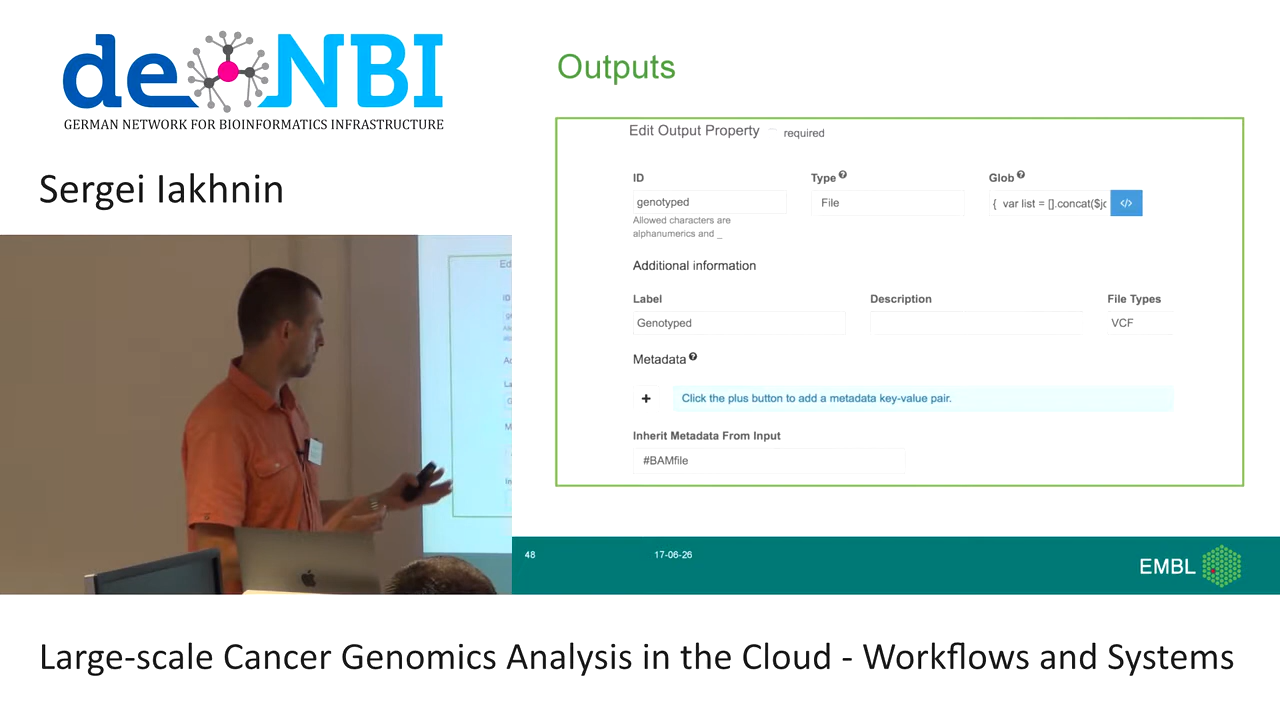 de NBI
GERMAN NETWORK FOR BIOINFORMATICS INFRASTRUCTURE
Sergei Iakhnin
Outputs
Edit Output Property required
ID Type Glob
genotyped File { var list = [].concat($jo </>
Allowed characters are
alphanumerics and _
Additional information
Label Description File Types
Genotyped VCF
Metadata
+ Click the plus button to add a metadata key-value pair.
Inherit Metadata From Input
#BAMfile
48 17-06-26
EMBL
Large-scale Cancer Genomics Analysis in the Cloud - Workflows and Systems